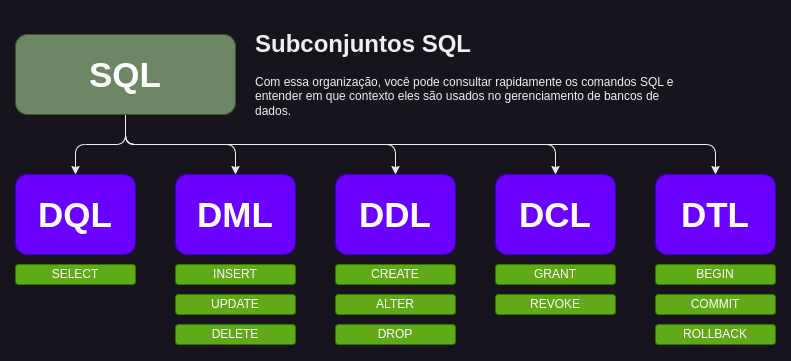 SQL
Subconjuntos SQL
Com essa organização, você pode consultar rapidamente os comandos SQL e
entender em que contexto eles são usados no gerenciamento de bancos de
dados.
DQL
DML
DDL
DCL
DTL
SELECT
INSERT
CREATE
GRANT
BEGIN
UPDATE
ALTER
REVOKE
COMMIT
DELETE
DROP
ROLLBACK